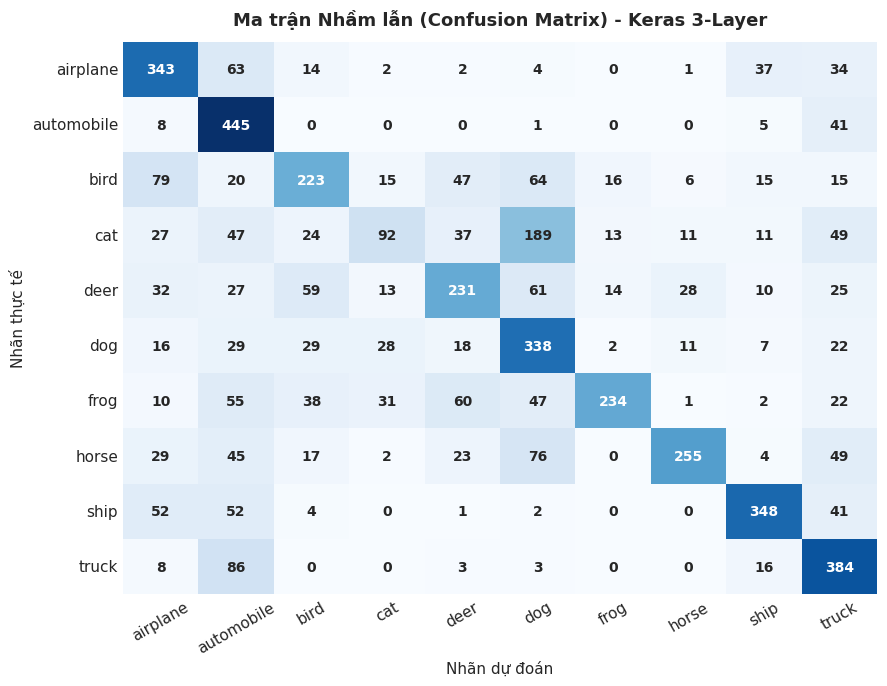 Ma trận Nhầm lẫn (Confusion Matrix) - Keras 3-Layer
Nhãn thực tế
airplane 343 63 14 2 2 4 0 1 37 34
automobile 8 445 0 0 0 1 0 0 5 41
bird 79 20 223 15 47 64 16 6 15 15
cat 27 47 24 92 37 189 13 11 11 49
deer 32 27 59 13 231 61 14 28 10 25
dog 16 29 29 28 18 338 2 11 7 22
frog 10 55 38 31 60 47 234 1 2 22
horse 29 45 17 2 23 76 0 255 4 49
ship 52 52 4 0 1 2 0 0 348 41
truck 8 86 0 0 3 3 0 0 16 384
airplane automobile bird cat deer dog frog horse ship truck
Nhãn dự đoán